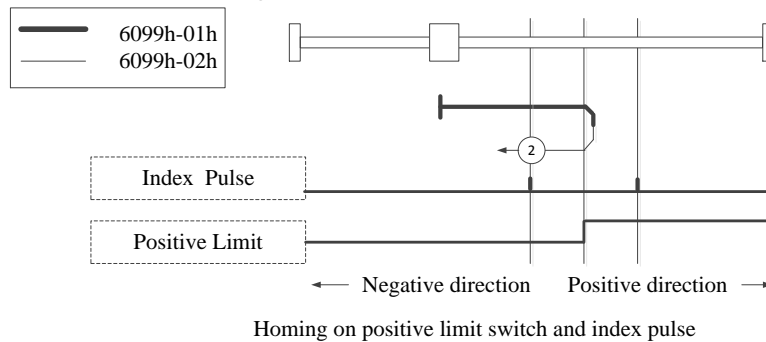 6099h-01h
6099h-02h
2
Index Pulse
Positive Limit
Negative direction Positive direction
Homing on positive limit switch and index pulse